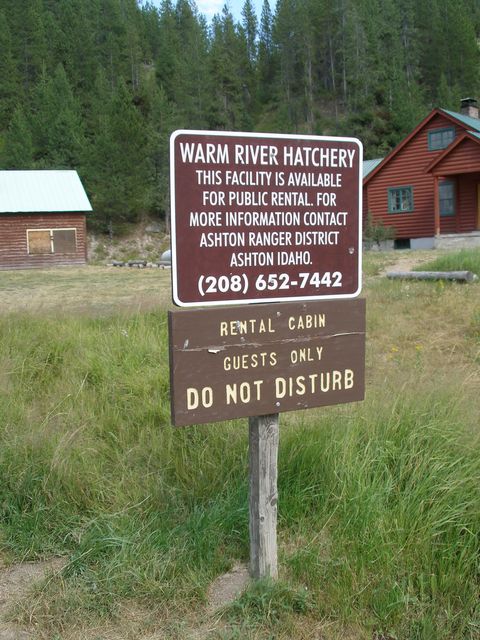 WARM RIVER HATCHERY
THIS FACILITY IS AVAILABLE
FOR PUBLIC RENTAL. FOR
MORE INFORMATION CONTACT
ASHTON RANGER DISTRICT
ASHTON IDAHO.
(208) 652-7442
RENTAL CABIN
GUESTS ONLY
DO NOT DISTURB